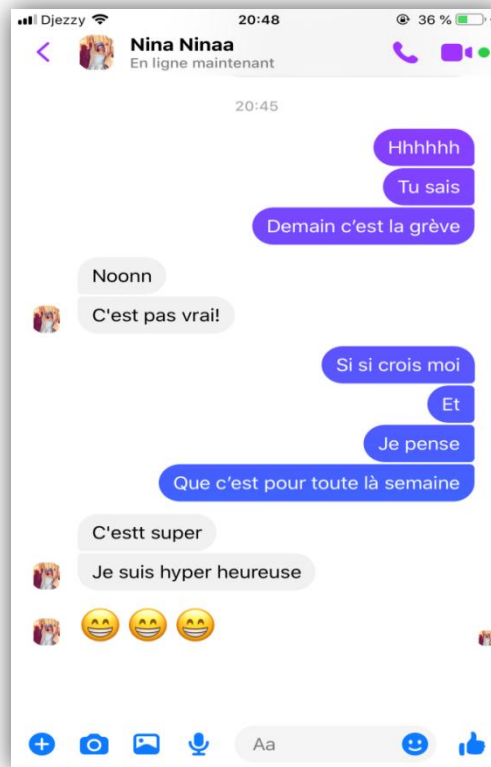 Djezzy 20:48 36 %
Nina Ninaa
En ligne maintenant
20:45
Hhhhhh
Tu sais
Demain c'est la grève
Noonn
C'est pas vrai!
Si si crois moi
Et
Je pense
Que c'est pour toute là semaine
C'estt super
Je suis hyper heureuse
😁 😁 😁
Aa